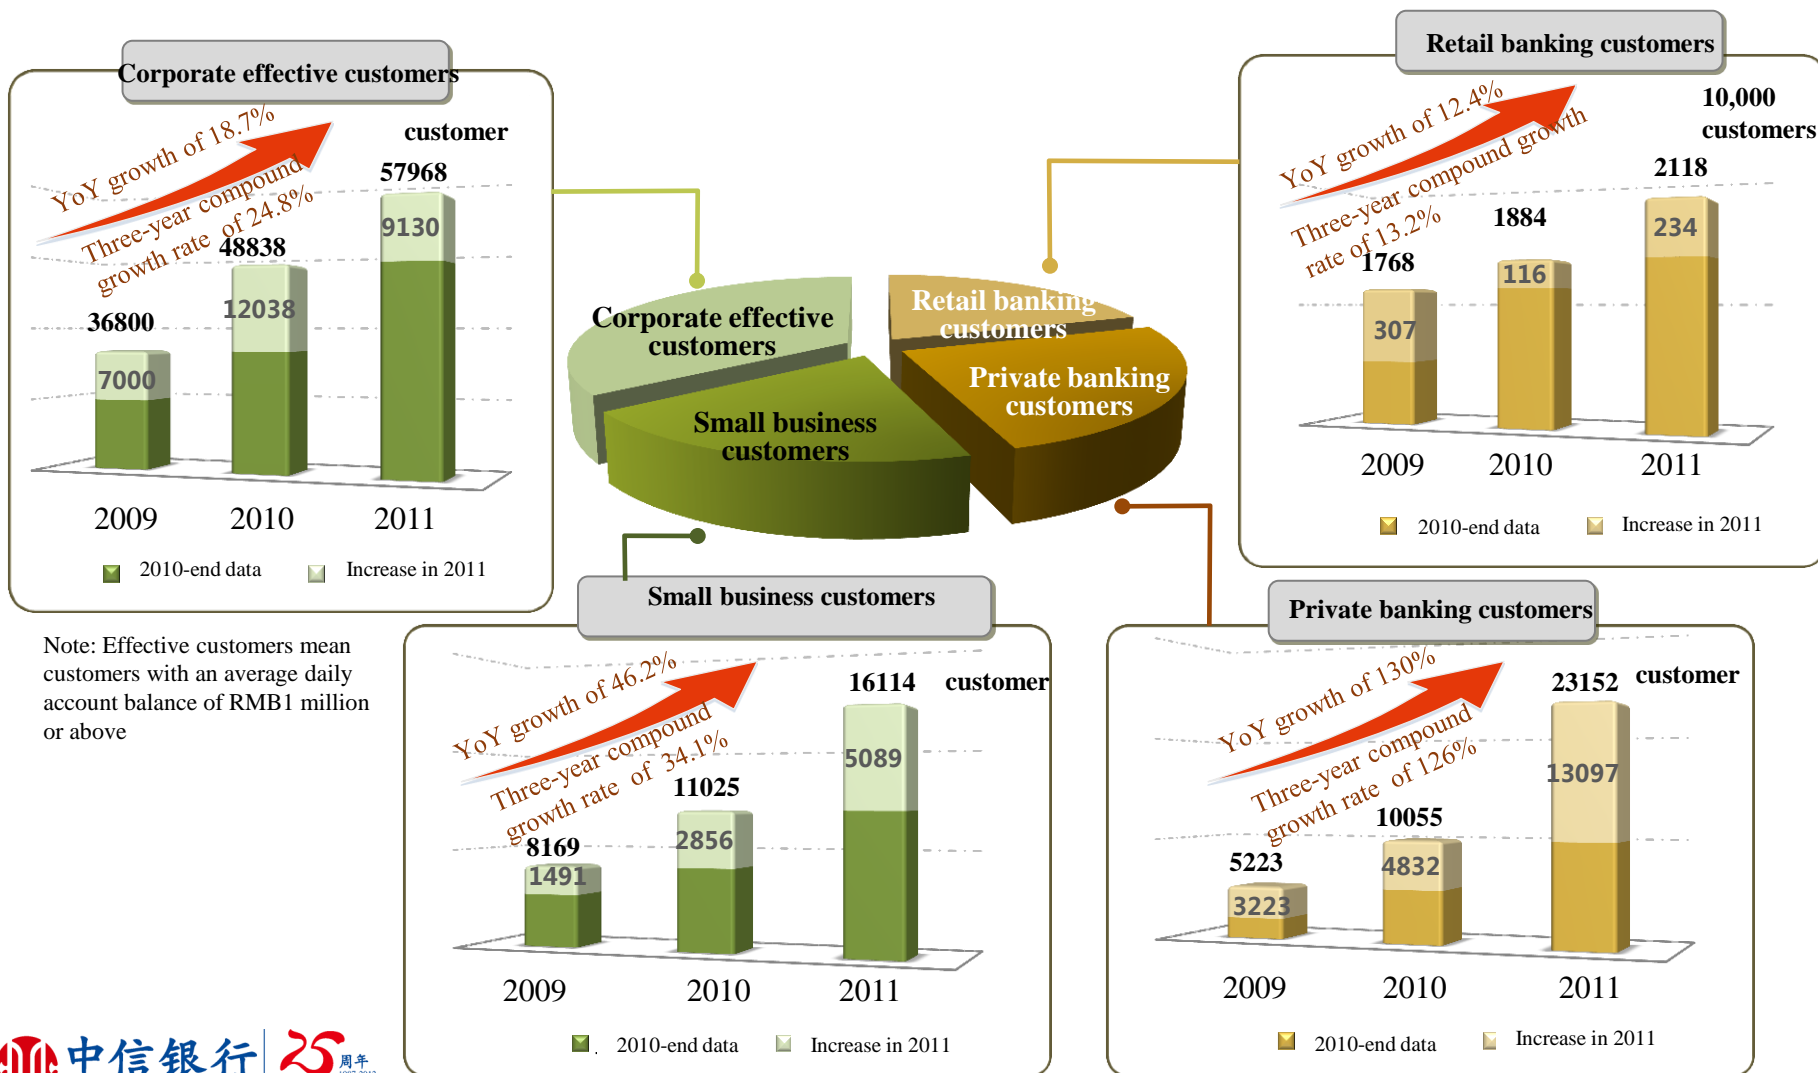 Corporate effective customers
YoY growth of 18.7%
Three-year compound
growth rate of 24.8%
customer
57968
9130
48838
12038
36800
7000
2009
2010
2011
2010-end data
Increase in 2011
Note: Effective customers mean
customers with an average daily
account balance of RMB1 million
or above
Corporate effective
customers
Retail banking
customers
Private banking
customers
Small business
customers
Retail banking customers
YoY growth of 12.4%
Three-year compound growth
rate of 13.2%
10,000
customers
2118
234
1884
116
1768
307
2009
2010
2011
2010-end data
Increase in 2011
Small business customers
YoY growth of 46.2%
Three-year compound
growth rate of 34.1%
16114
customer
5089
11025
2856
8169
1491
2009
2010
2011
2010-end data
Increase in 2011
Private banking customers
YoY growth of 130%
Three-year compound
growth rate of 126%
23152
customer
13097
10055
4832
5223
3223
2009
2010
2011
2010-end data
Increase in 2011
中信银行
25
周年